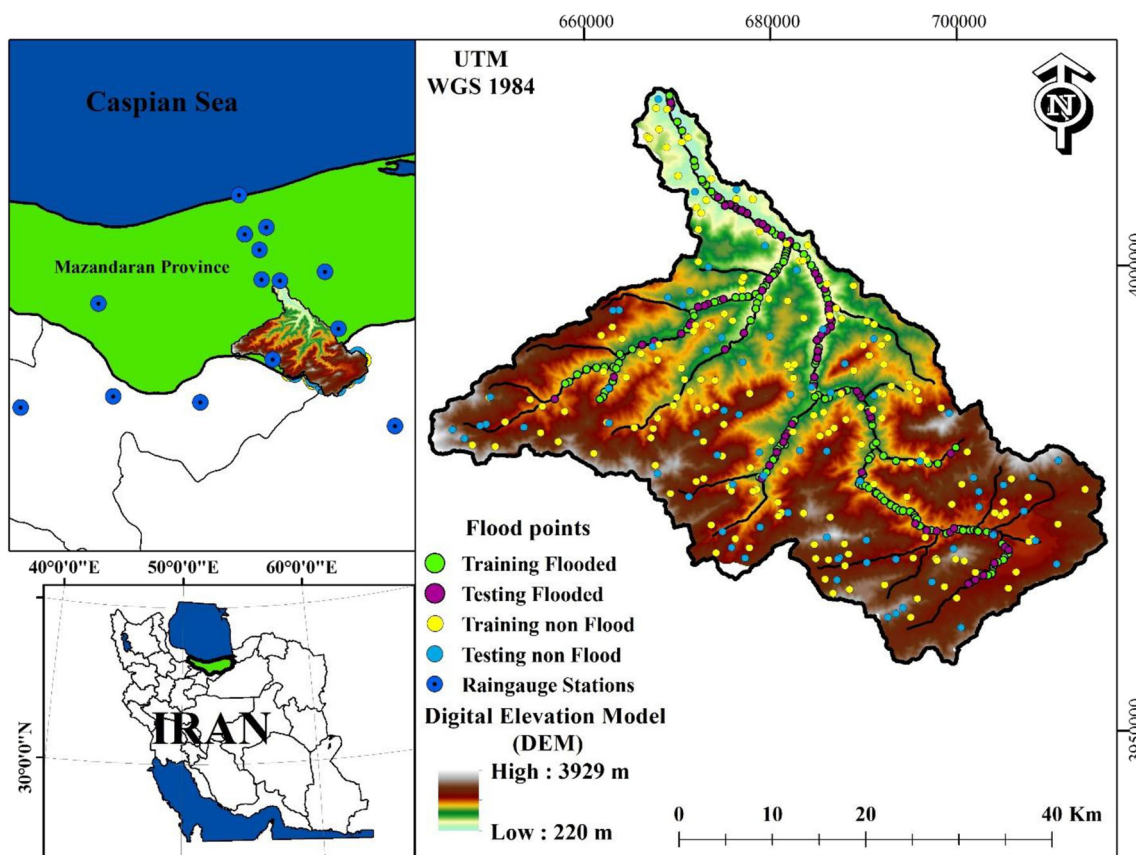 660000
680000
700000
UTM
WGS 1984
N
Caspian Sea
Mazandaran Province
4000000
3950000
Flood points
Training Flooded
Testing Flooded
Training non Flood
Testing non Flood
Raingauge Stations
Digital Elevation Model
(DEM)
High : 3929 m
Low : 220 m
0 10 20 40 Km
40°0'0"E 50°0'0"E 60°0'0"E
30°0'0"N
IRAN